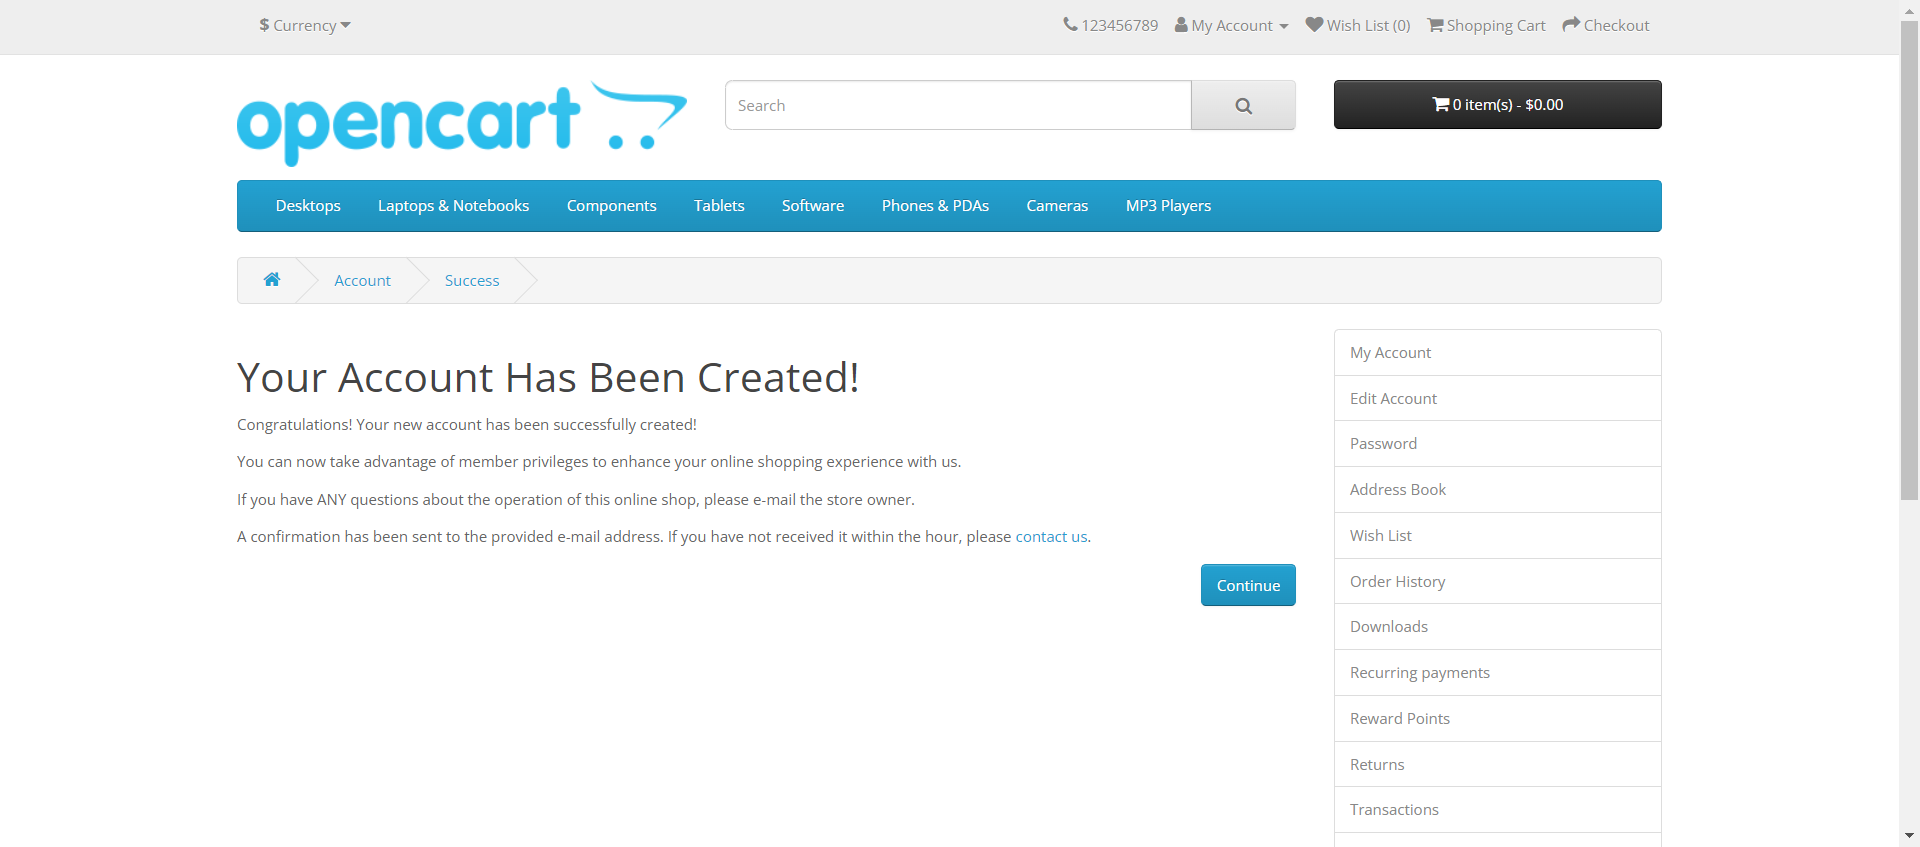 $ Currency
123456789 My Account Wish List (0) Shopping Cart Checkout
opencart
Search
0 item(s) - $0.00
Desktops Laptops & Notebooks Components Tablets Software Phones & PDAs Cameras MP3 Players
Account Success
Your Account Has Been Created!
Congratulations! Your new account has been successfully created!
You can now take advantage of member privileges to enhance your online shopping experience with us.
If you have ANY questions about the operation of this online shop, please e-mail the store owner.
A confirmation has been sent to the provided e-mail address. If you have not received it within the hour, please contact us.
Continue
My Account
Edit Account
Password
Address Book
Wish List
Order History
Downloads
Recurring payments
Reward Points
Returns
Transactions